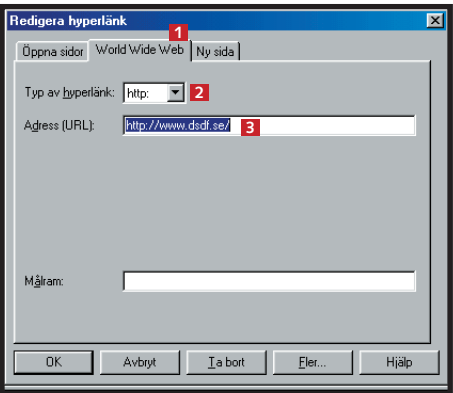 Redigera hyperlänk
1
Öppna sidor World Wide Web Ny sida
Typ av hyperlänk: http: 2
Adress (URL): http://www.dsdf.se/ 3
Målram:
OK Avbryt Ta bort Fler... Hjälp